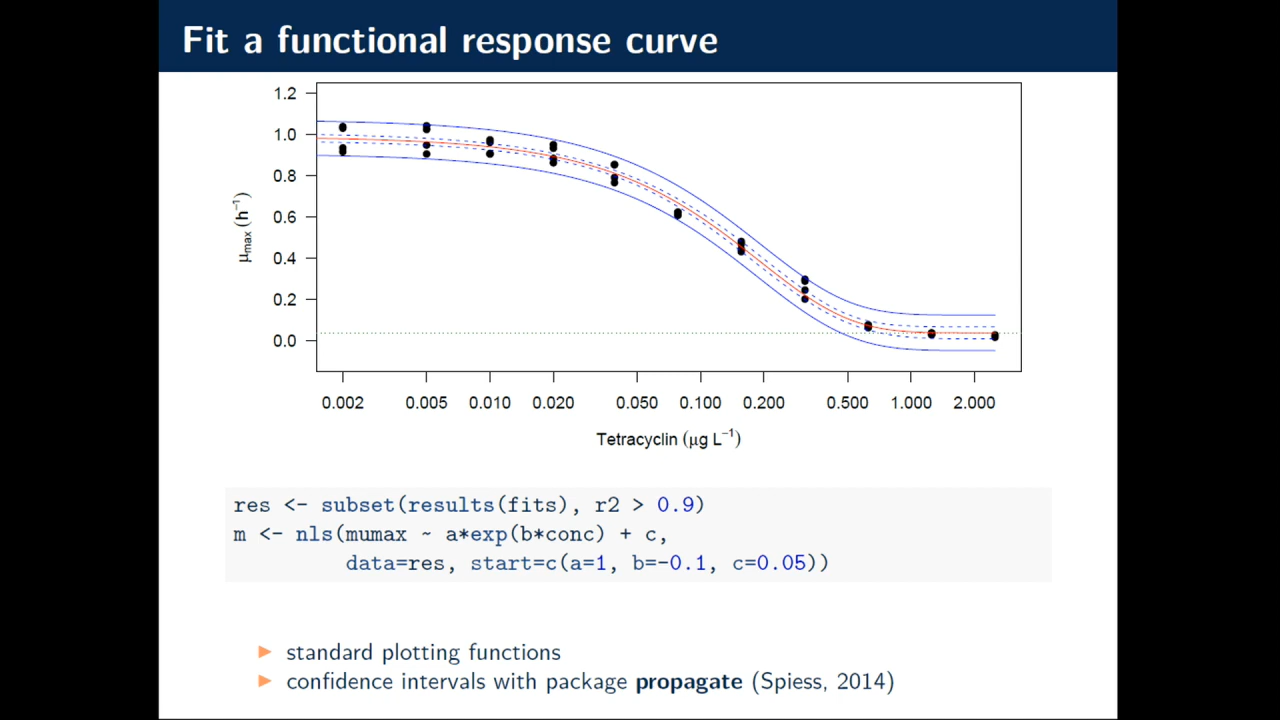 Fit a functional response curve
1.2
1.0
0.8
0.6
0.4
0.2
0.0
μmax (h−1)
0.002 0.005 0.010 0.020 0.050 0.100 0.200 0.500 1.000 2.000
Tetracyclin (μg L−1)
res <- subset(results(fits), r2 > 0.9)
m <- nls(mumax ~ a*exp(b*conc) + c,
data=res, start=c(a=1, b=-0.1, c=0.05))
standard plotting functions
confidence intervals with package propagate (Spiess, 2014)